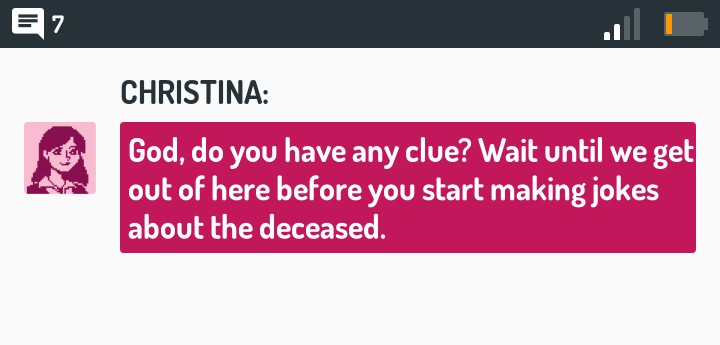 7
CHRISTINA:
God, do you have any clue? Wait until we get
out of here before you start making jokes
about the deceased.